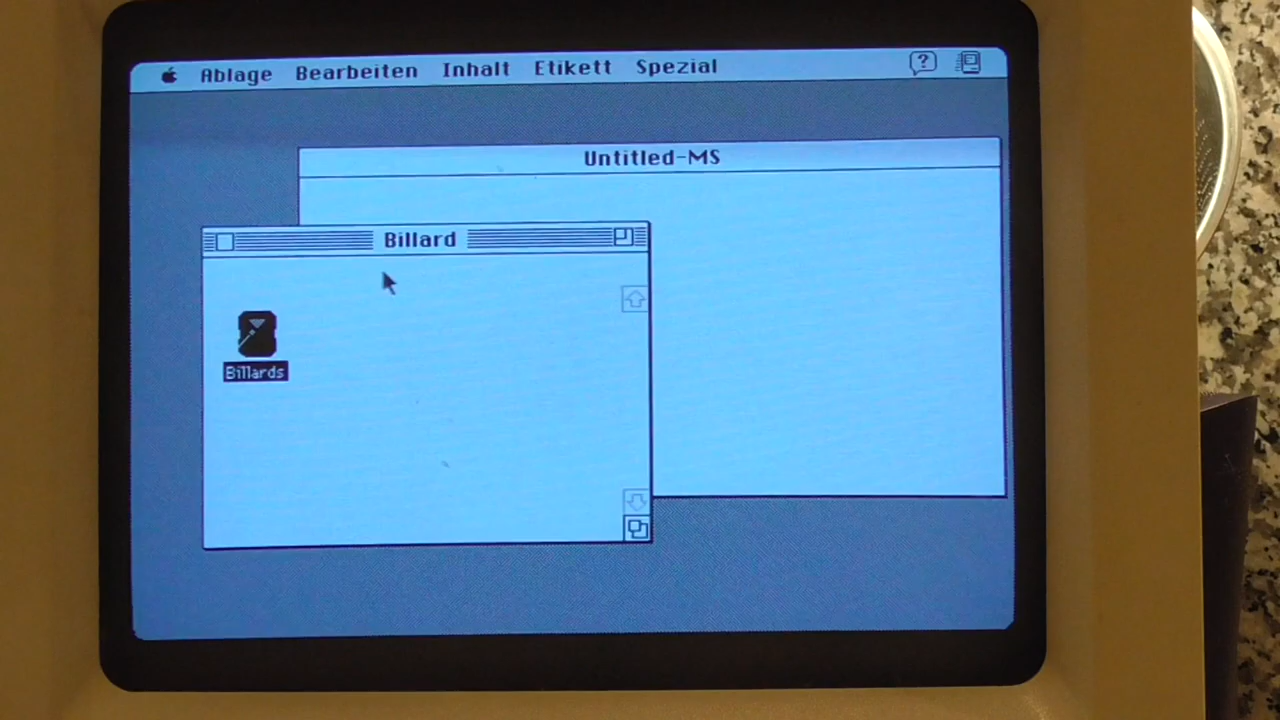 Ablage Bearbeiten Inhalt Etikett Spezial ?
Untitled-MS
Billard
Billards